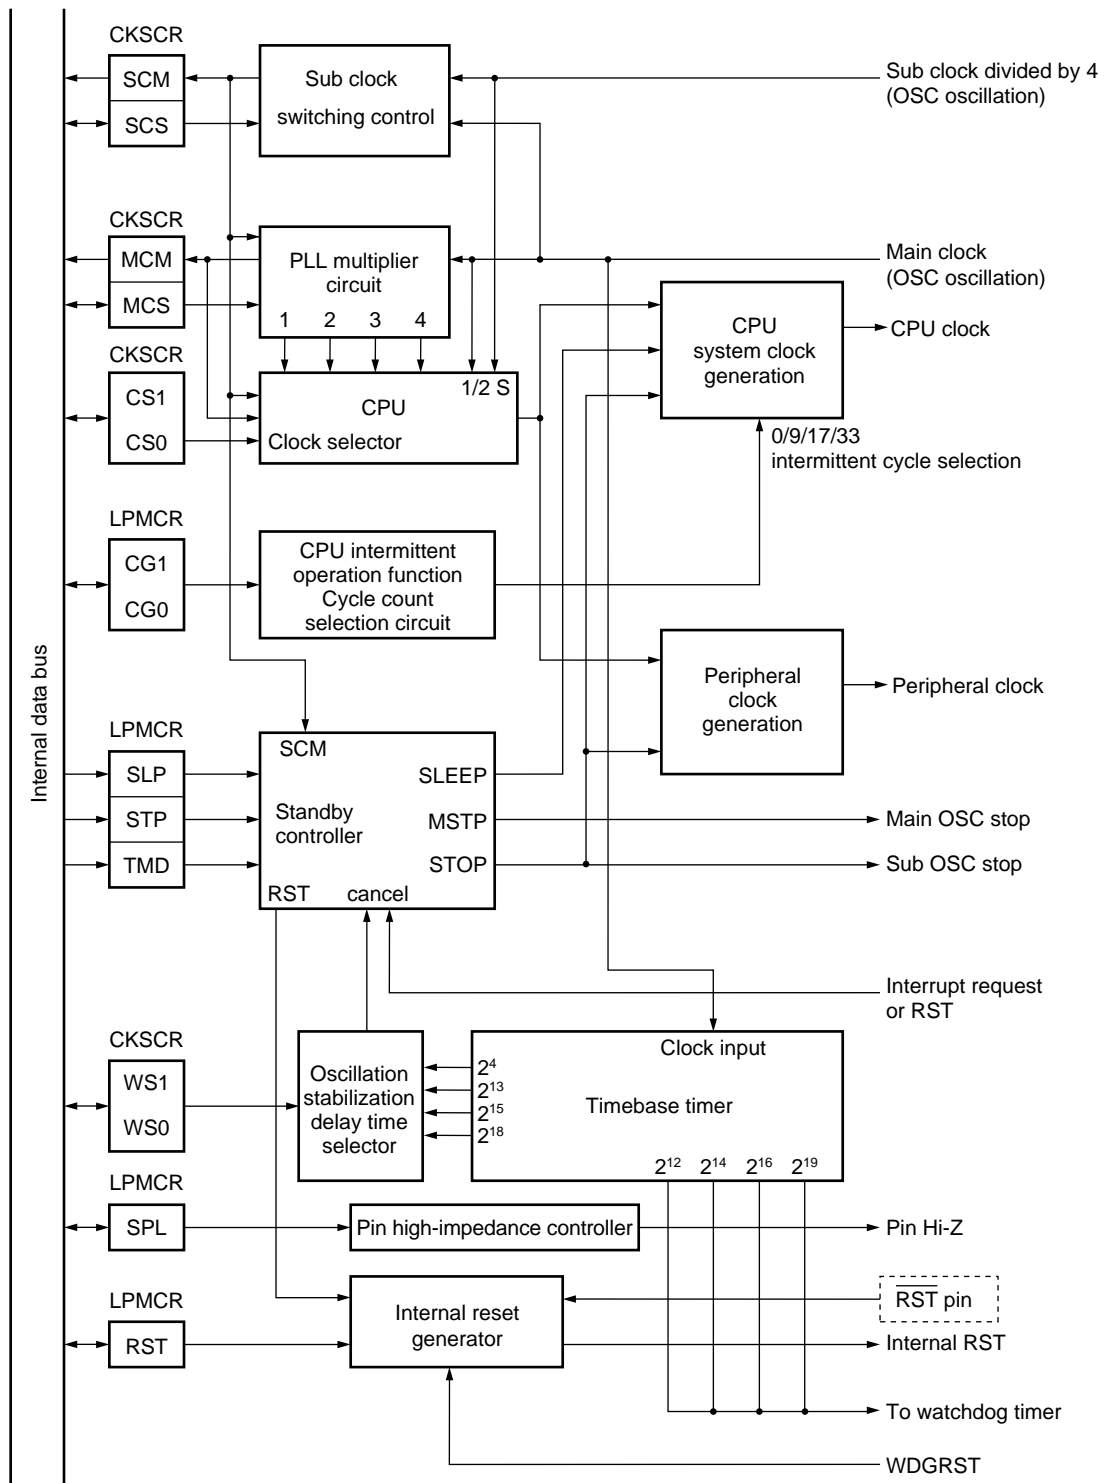 CKSCR
SCM
SCS
Sub clock
switching control
Sub clock divided by 4
(OSC oscillation)
CKSCR
MCM
MCS
PLL multiplier
circuit
1 2 3 4
Main clock
(OSC oscillation)
CPU
system clock
generation
CPU clock
CKSCR
CS1
CS0
1/2 S
CPU
Clock selector
0/9/17/33
intermittent cycle selection
LPMCR
CG1
CG0
CPU intermittent
operation function
Cycle count
selection circuit
Internal data bus
Peripheral
clock
generation
Peripheral clock
LPMCR
SLP
STP
TMD
SCM
Standby
controller
SLEEP
MSTP
STOP
RST cancel
Main OSC stop
Sub OSC stop
Interrupt request
or RST
CKSCR
WS1
WS0
Oscillation
stabilization
delay time
selector
Clock input
Timebase timer
2⁴
2¹³
2¹⁵
2¹⁸
2¹² 2¹⁴ 2¹⁶ 2¹⁹
LPMCR
SPL
Pin high-impedance controller
Pin Hi-Z
LPMCR
RST
Internal reset
generator
R̅S̅T̅ pin
Internal RST
To watchdog timer
WDGRST